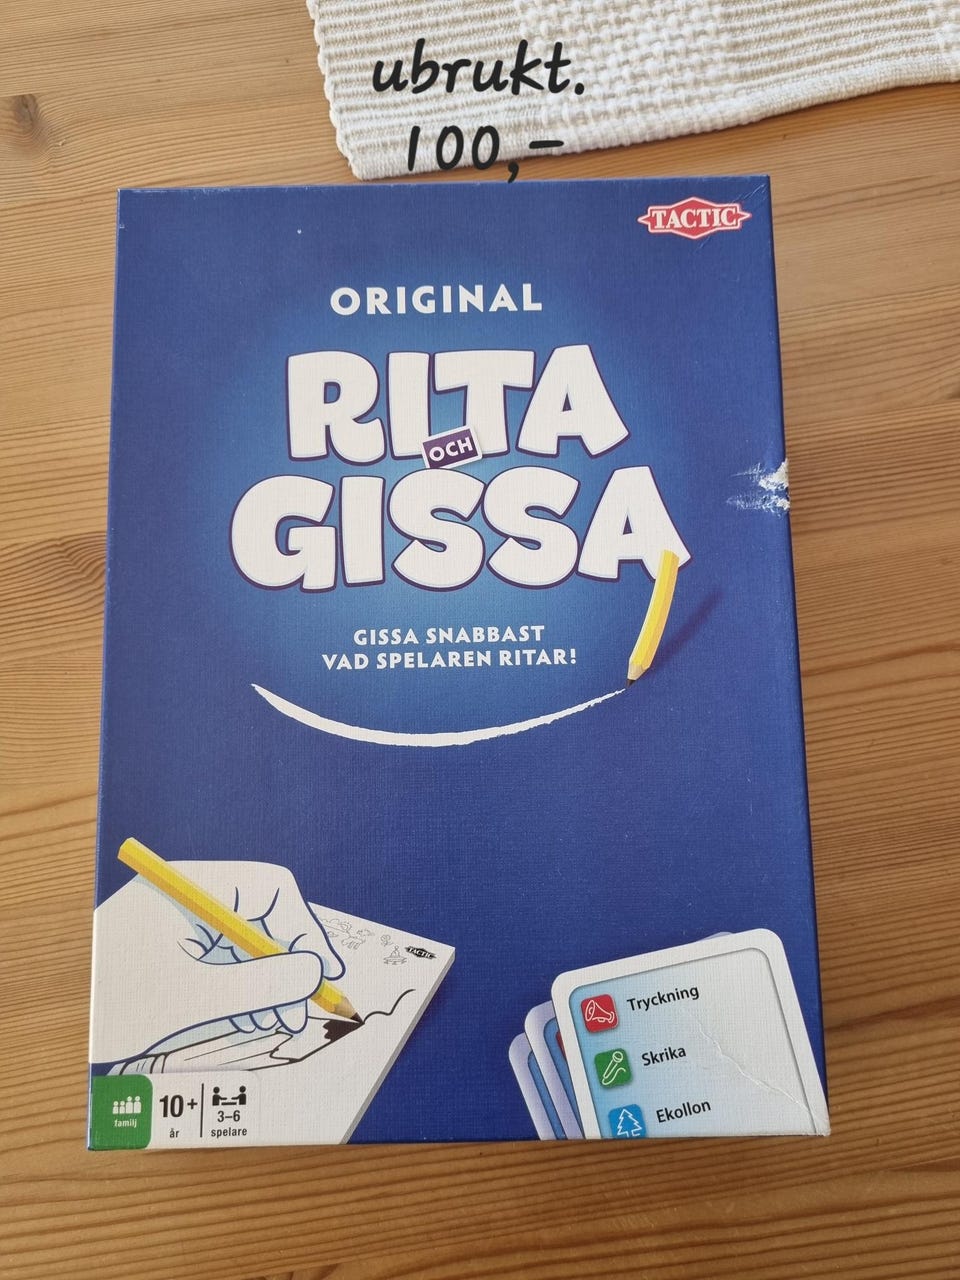 ubrukt.
100,-
TACTIC
ORIGINAL
RITA
OCH
GISSA
GISSA SNABBAST
VAD SPELAREN RITAR!
TACTIC
Tryckning
Skrika
Ekollon
familj
10+
år
3–6
spelare